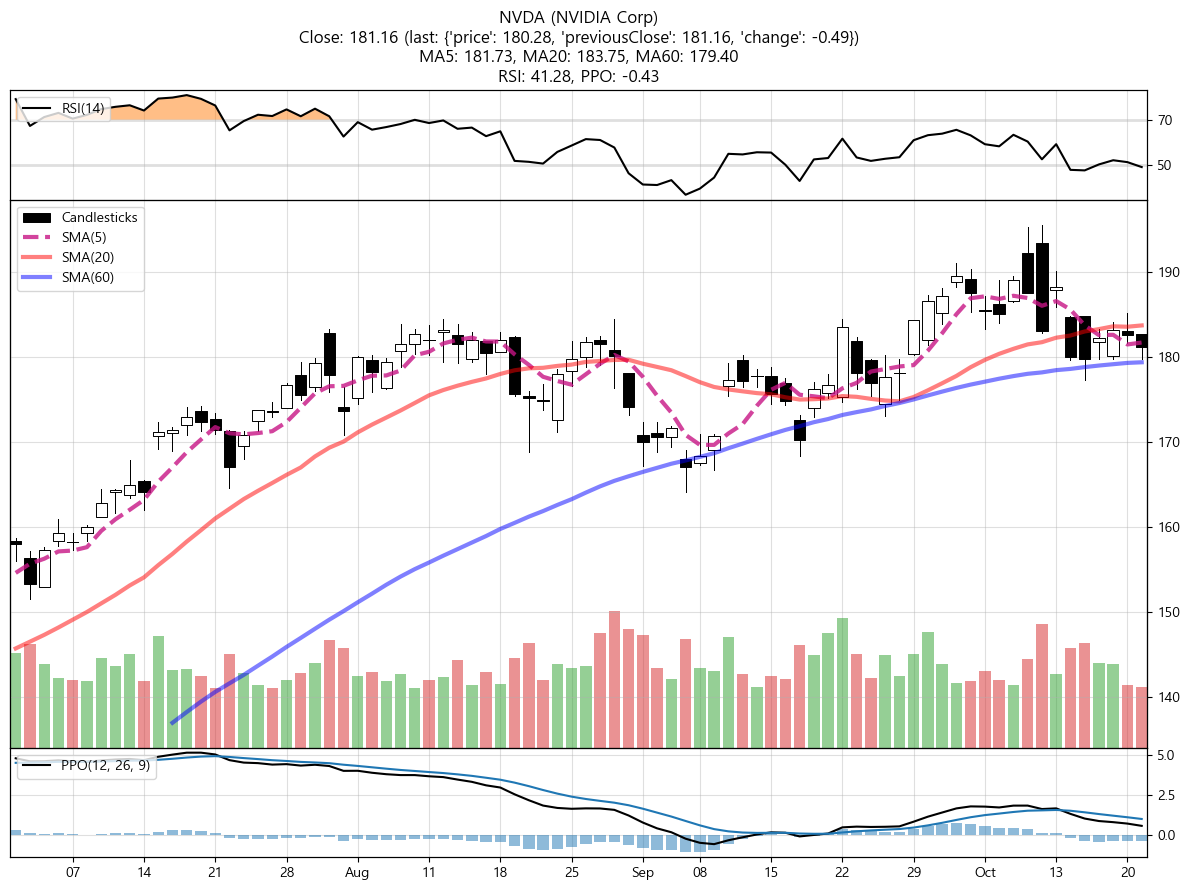 NVDA (NVIDIA Corp)
Close: 181.16 (last: {'price': 180.28, 'previousClose': 181.16, 'change': -0.49})
MA5: 181.73, MA20: 183.75, MA60: 179.40
RSI: 41.28, PPO: -0.43
RSI(14)
70
50
Candlesticks
SMA(5)
SMA(20)
SMA(60)
190
180
170
160
150
140
PPO(12, 26, 9)
5.0
2.5
0.0
07 14 21 28 Aug 11 18 25 Sep 08 15 22 29 Oct 13 20